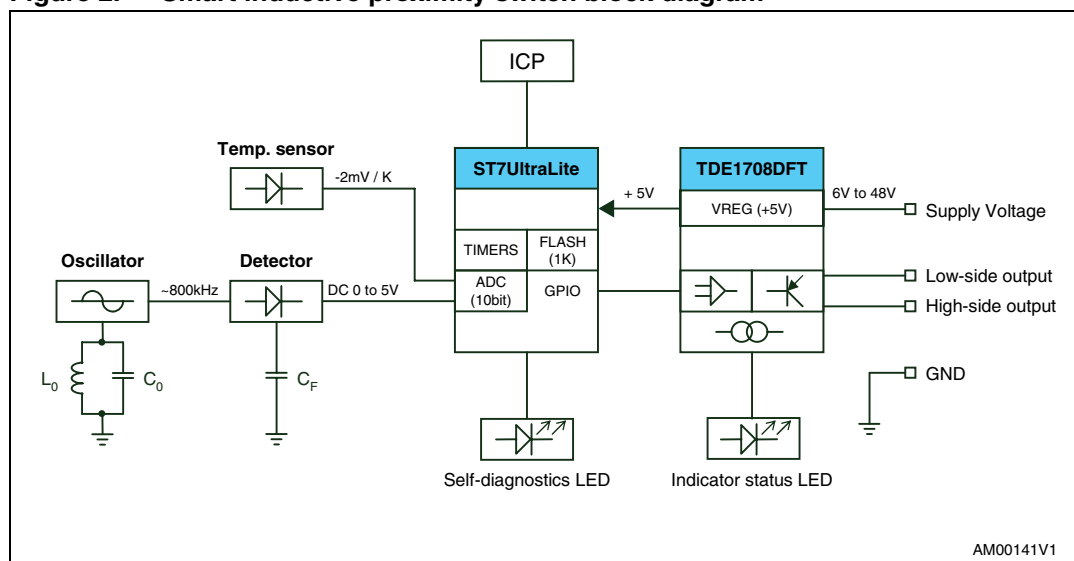 Figure 2. Smart inductive proximity switch block diagram
ICP
Temp. sensor
-2mV / K
ST7UltraLite
TDE1708DFT
+ 5V
VREG (+5V)
6V to 48V
Supply Voltage
TIMERS
FLASH
(1K)
Oscillator
~800kHz
Detector
DC 0 to 5V
ADC
(10bit)
GPIO
Low-side output
High-side output
L0
C0
CF
GND
Self-diagnostics LED
Indicator status LED
AM00141V1